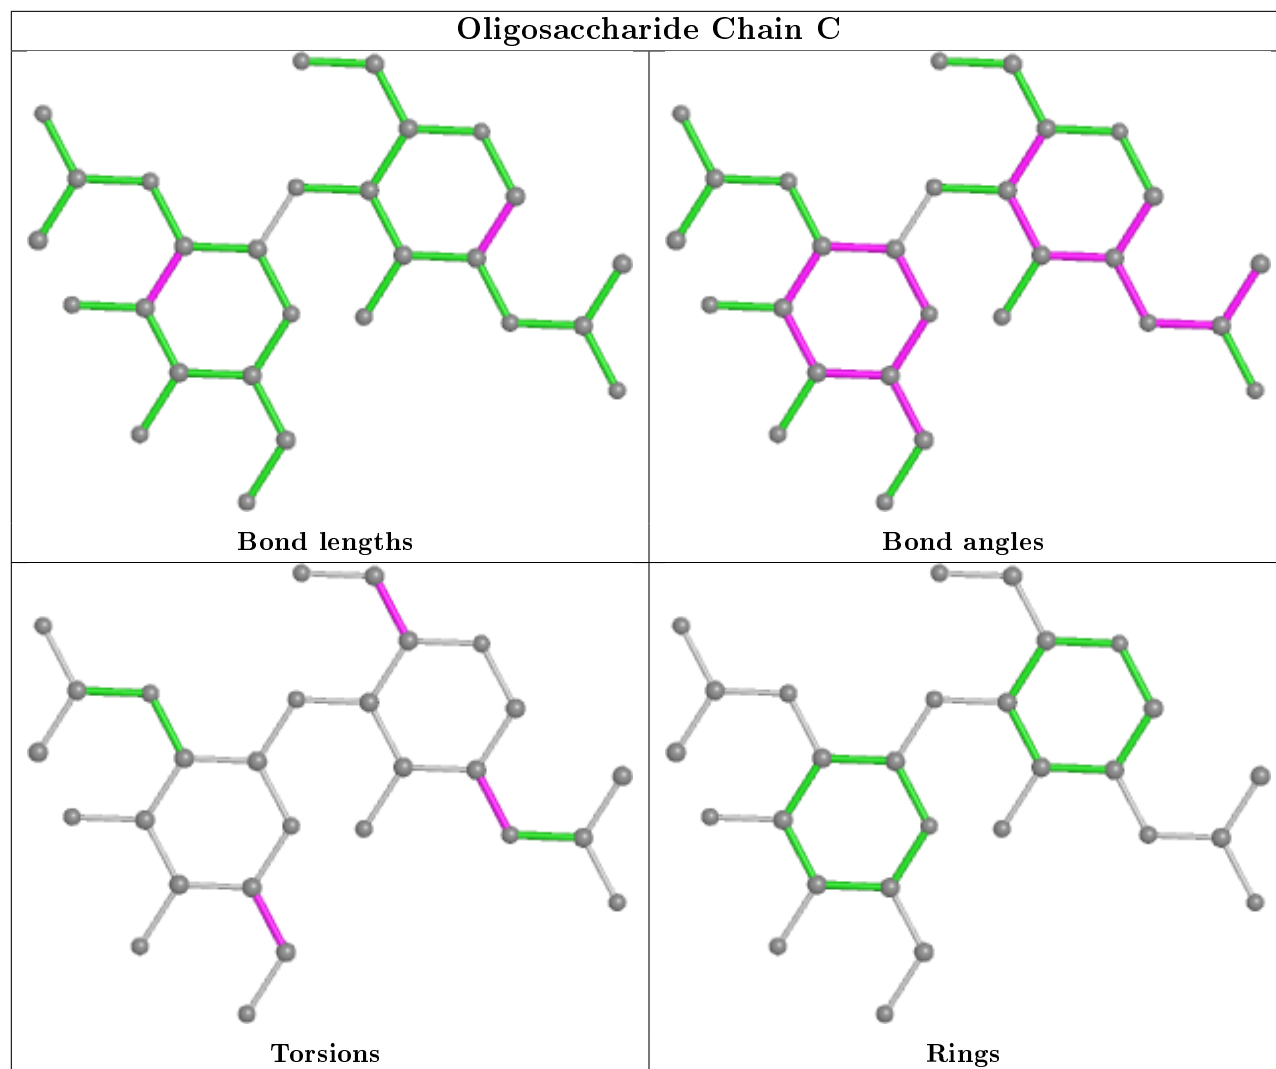 Oligosaccharide Chain C
Bond lengths
Bond angles
Torsions
Rings